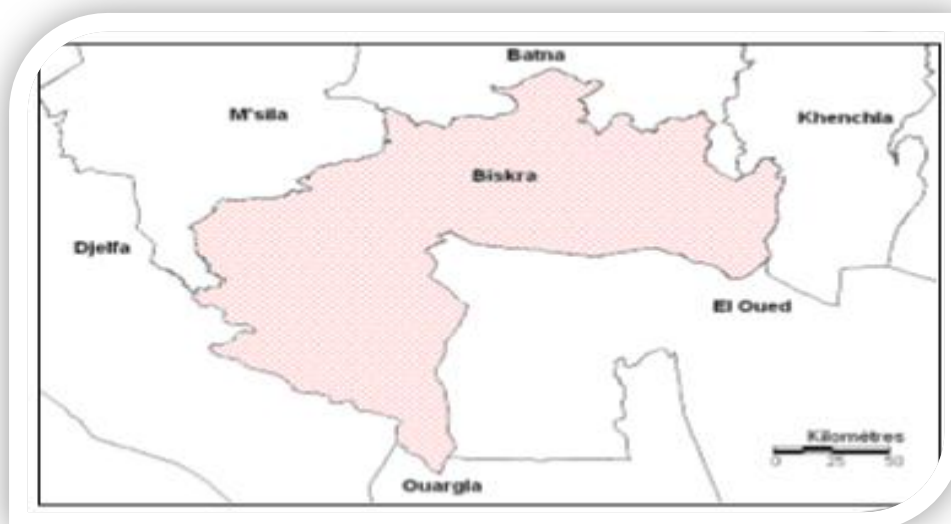 Batna
M'sila
Khenchla
Biskra
Djelfa
El Oued
Kilomètres
0 25 50
Ouargla